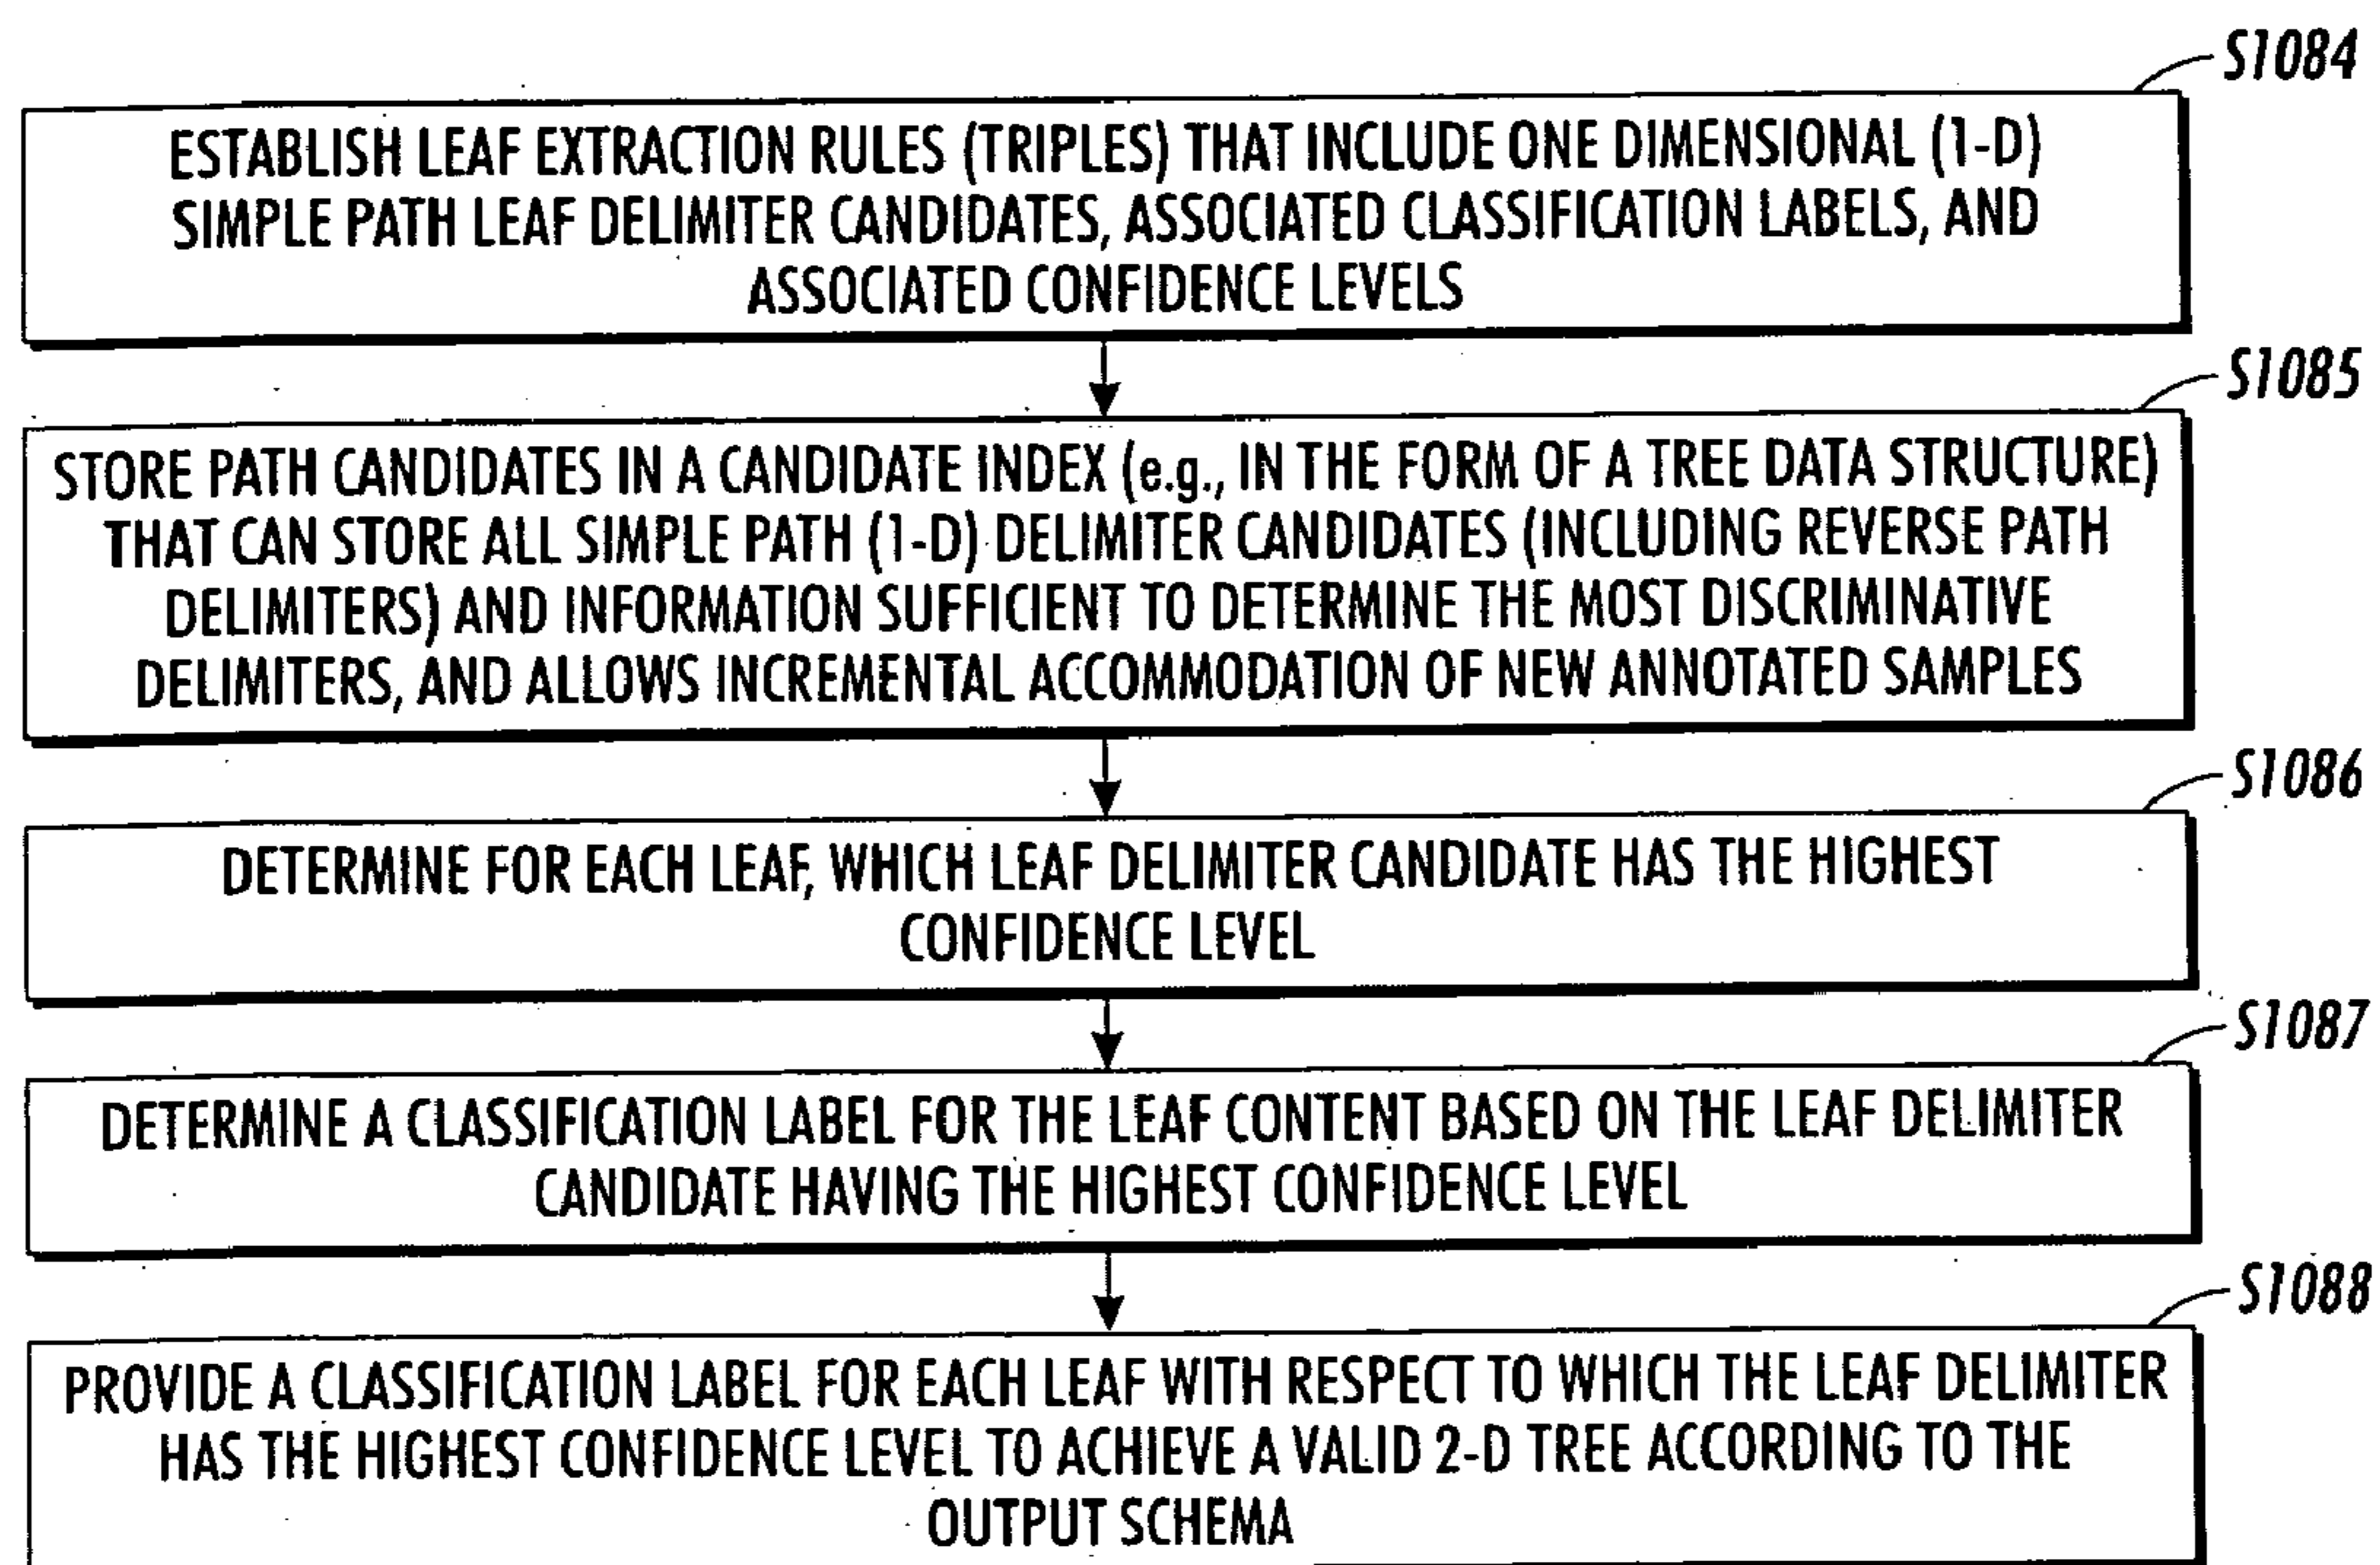 S1084
ESTABLISH LEAF EXTRACTION RULES (TRIPLES) THAT INCLUDE ONE DIMENSIONAL (1-D)
SIMPLE PATH LEAF DELIMITER CANDIDATES, ASSOCIATED CLASSIFICATION LABELS, AND
ASSOCIATED CONFIDENCE LEVELS
S1085
STORE PATH CANDIDATES IN A CANDIDATE INDEX (e.g., IN THE FORM OF A TREE DATA STRUCTURE)
THAT CAN STORE ALL SIMPLE PATH (1-D) DELIMITER CANDIDATES (INCLUDING REVERSE PATH
DELIMITERS) AND INFORMATION SUFFICIENT TO DETERMINE THE MOST DISCRIMINATIVE
DELIMITERS, AND ALLOWS INCREMENTAL ACCOMMODATION OF NEW ANNOTATED SAMPLES
S1086
DETERMINE FOR EACH LEAF, WHICH LEAF DELIMITER CANDIDATE HAS THE HIGHEST
CONFIDENCE LEVEL
S1087
DETERMINE A CLASSIFICATION LABEL FOR THE LEAF CONTENT BASED ON THE LEAF DELIMITER
CANDIDATE HAVING THE HIGHEST CONFIDENCE LEVEL
S1088
PROVIDE A CLASSIFICATION LABEL FOR EACH LEAF WITH RESPECT TO WHICH THE LEAF DELIMITER
HAS THE HIGHEST CONFIDENCE LEVEL TO ACHIEVE A VALID 2-D TREE ACCORDING TO THE
OUTPUT SCHEMA